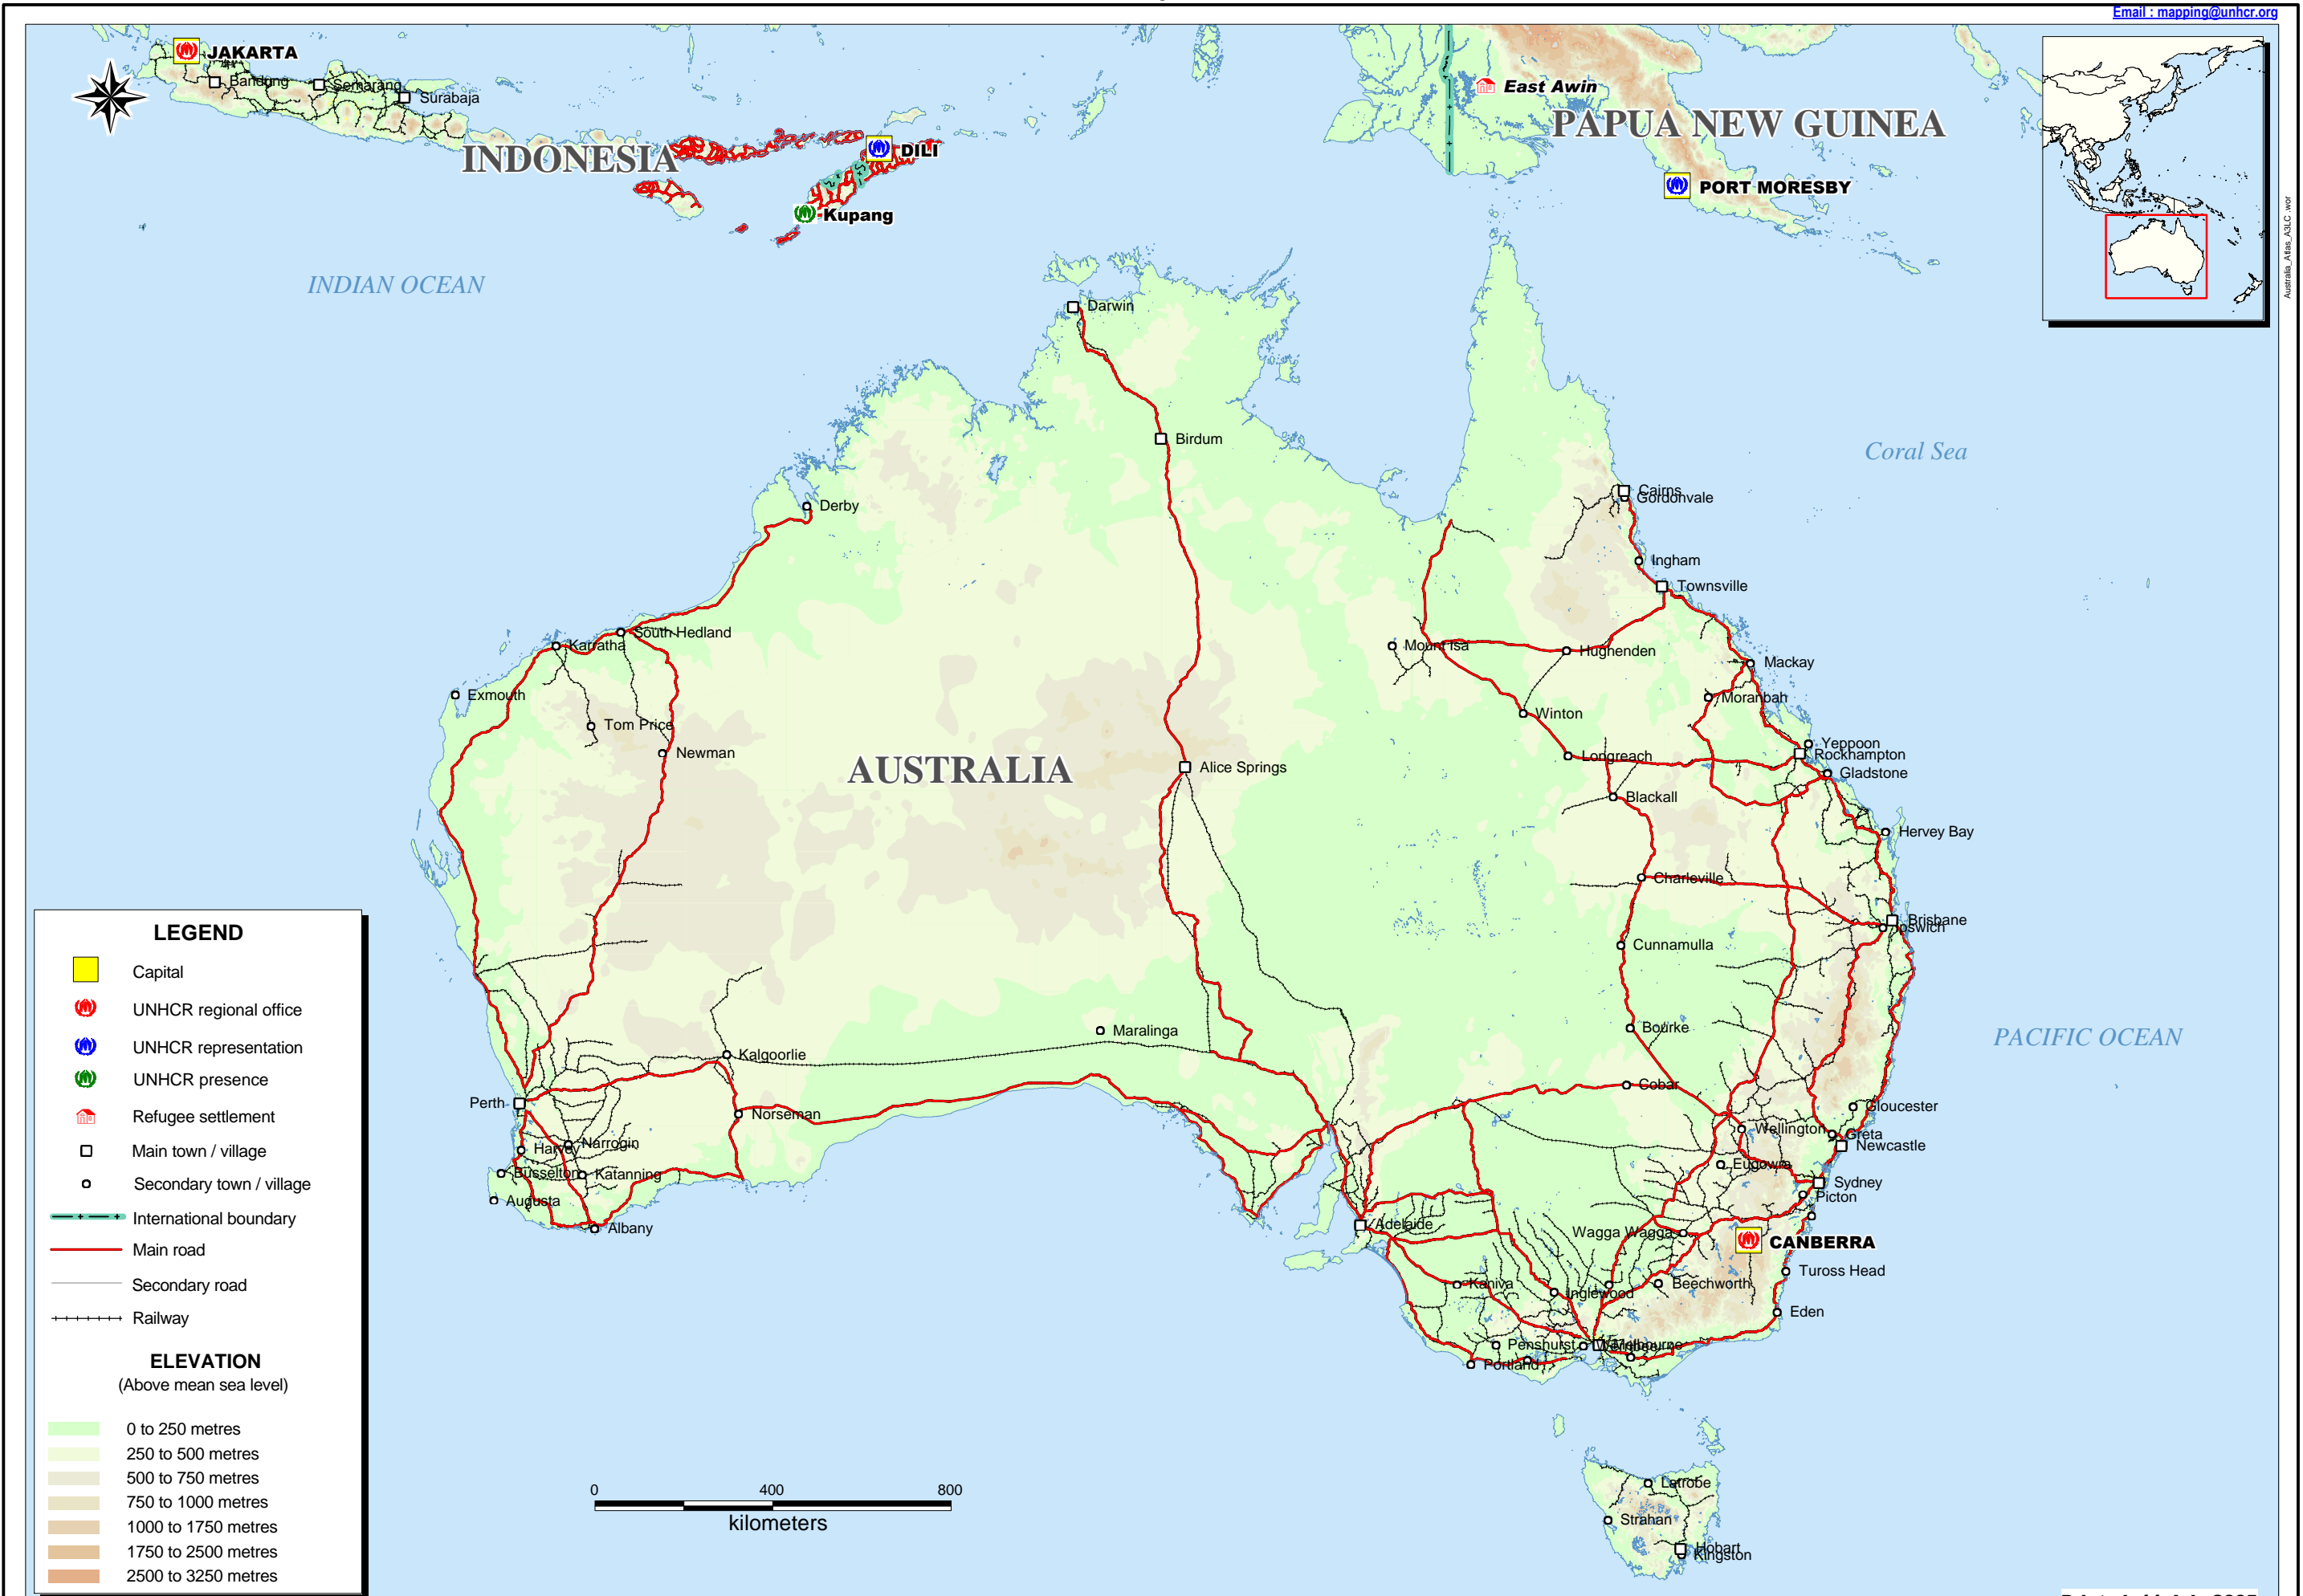 Email : mapping@unhcr.org
JAKARTA
Bandung
Semarang
Surabaya
INDONESIA
DILI
Kupang
East Awin
PAPUA NEW GUINEA
PORT MORESBY
Australia_Atlas_A3LC .wor
INDIAN OCEAN
Darwin
Birdum
Coral Sea
Derby
Cairns
Gordonvale
Ingham
Townsville
South Hedland
Karratha
Mount Isa
Hughenden
Mackay
Exmouth
Moranbah
Tom Price
Winton
Newman
Yeppoon
Rockhampton
Longreach
AUSTRALIA
Alice Springs
Gladstone
Blackall
Hervey Bay
Charleville
Brisbane
Ipswich
Cunnamulla
Maralinga
Bourke
PACIFIC OCEAN
Kalgoorlie
Cobar
Perth
Norseman
Gloucester
Wellington
Greta
Newcastle
Narrogin
Harvey
Eugowra
Busselton
Katanning
Sydney
Picton
Augusta
Albany
Adelaide
Wagga Wagga
CANBERRA
Tuross Head
Kaniva
Inglewood
Beechworth
Eden
Penshurst
Melbourne
Portland
Latrobe
Strahan
Hobart
Kingston
LEGEND
Capital
UNHCR regional office
UNHCR representation
UNHCR presence
Refugee settlement
Main town / village
Secondary town / village
International boundary
Main road
Secondary road
Railway
ELEVATION
(Above mean sea level)
0 to 250 metres
250 to 500 metres
500 to 750 metres
750 to 1000 metres
1000 to 1750 metres
1750 to 2500 metres
2500 to 3250 metres
0 400 800
kilometers